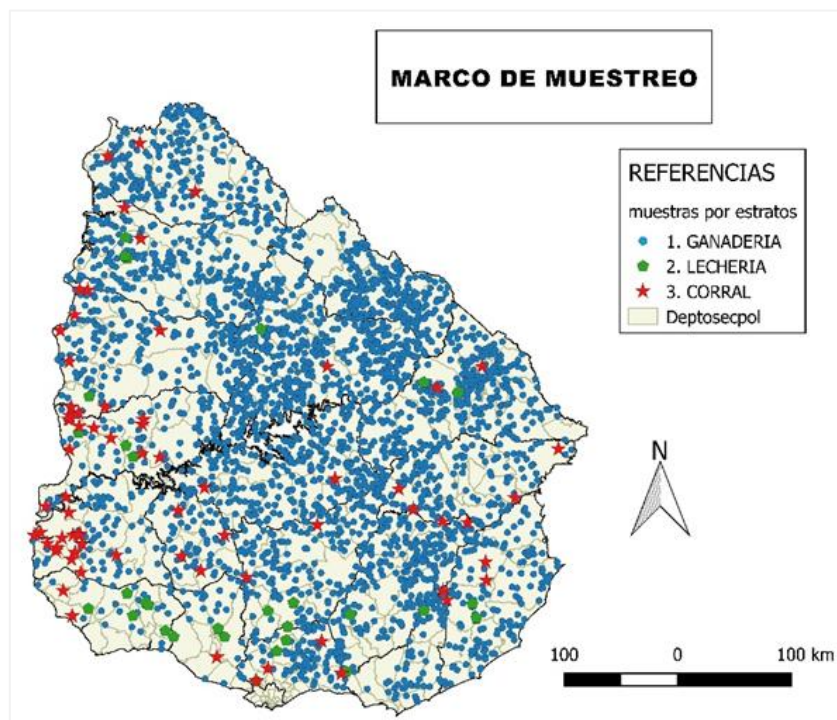 MARCO DE MUESTREO
REFERENCIAS
muestras por estratos
1. GANADERIA
2. LECHERIA
3. CORRAL
Deptosecpol
N
100 0 100 km